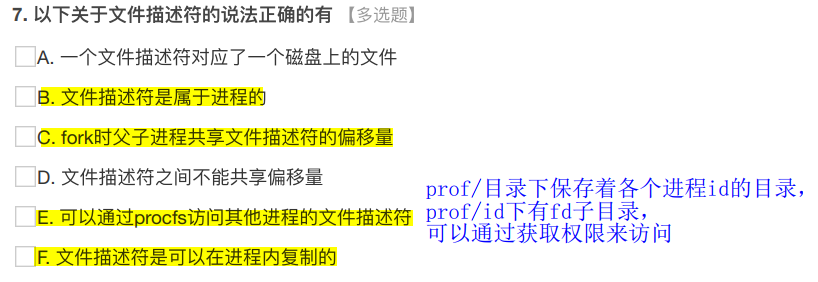 7. 以下关于文件描述符的说法正确的有 【多选题】
A. 一个文件描述符对应了一个磁盘上的文件
B. 文件描述符是属于进程的
C. fork时父子进程共享文件描述符的偏移量
D. 文件描述符之间不能共享偏移量
E. 可以通过procfs访问其他进程的文件描述符
F. 文件描述符是可以在进程内复制的
prof/目录下保存着各个进程id的目录，
prof/id下有fd子目录，
可以通过获取权限来访问